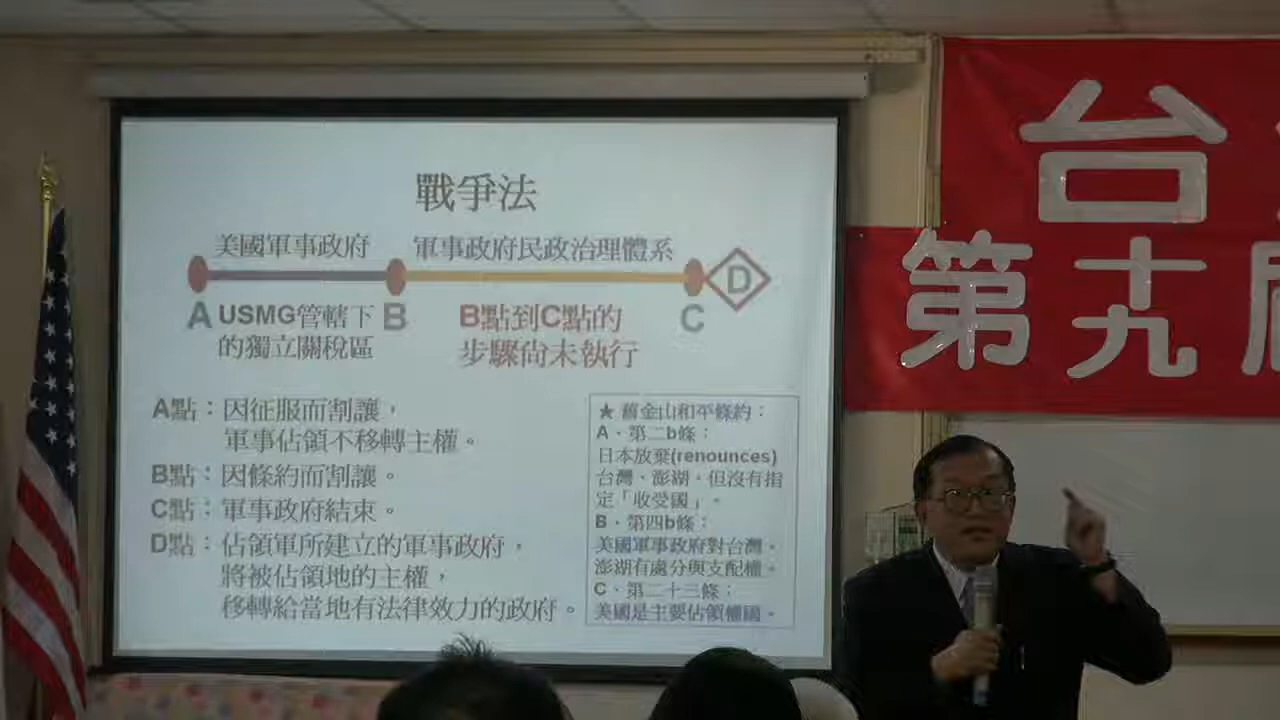 戰爭法
美國軍事政府 軍事政府民政治理體系
D
A USMG管轄下 B B點到C點的 C
的獨立關稅區 步驟尚未執行
A點：因征服而割讓，
軍事佔領不移轉主權。
B點：因條約而割讓。
C點：軍事政府結束。
D點：佔領軍所建立的軍事政府，
將被佔領地的主權，
移轉給當地有法律效力的政府。
★ 舊金山和平條約：
A、第二b條：
日本放棄(renounces)
台灣、澎湖，但沒有指
定「收受國」。
B、第四b條：
美國軍事政府對台灣，
澎湖有處分與支配權。
C、第二十三條：
美國是主要佔領權國。
台
第十九屆